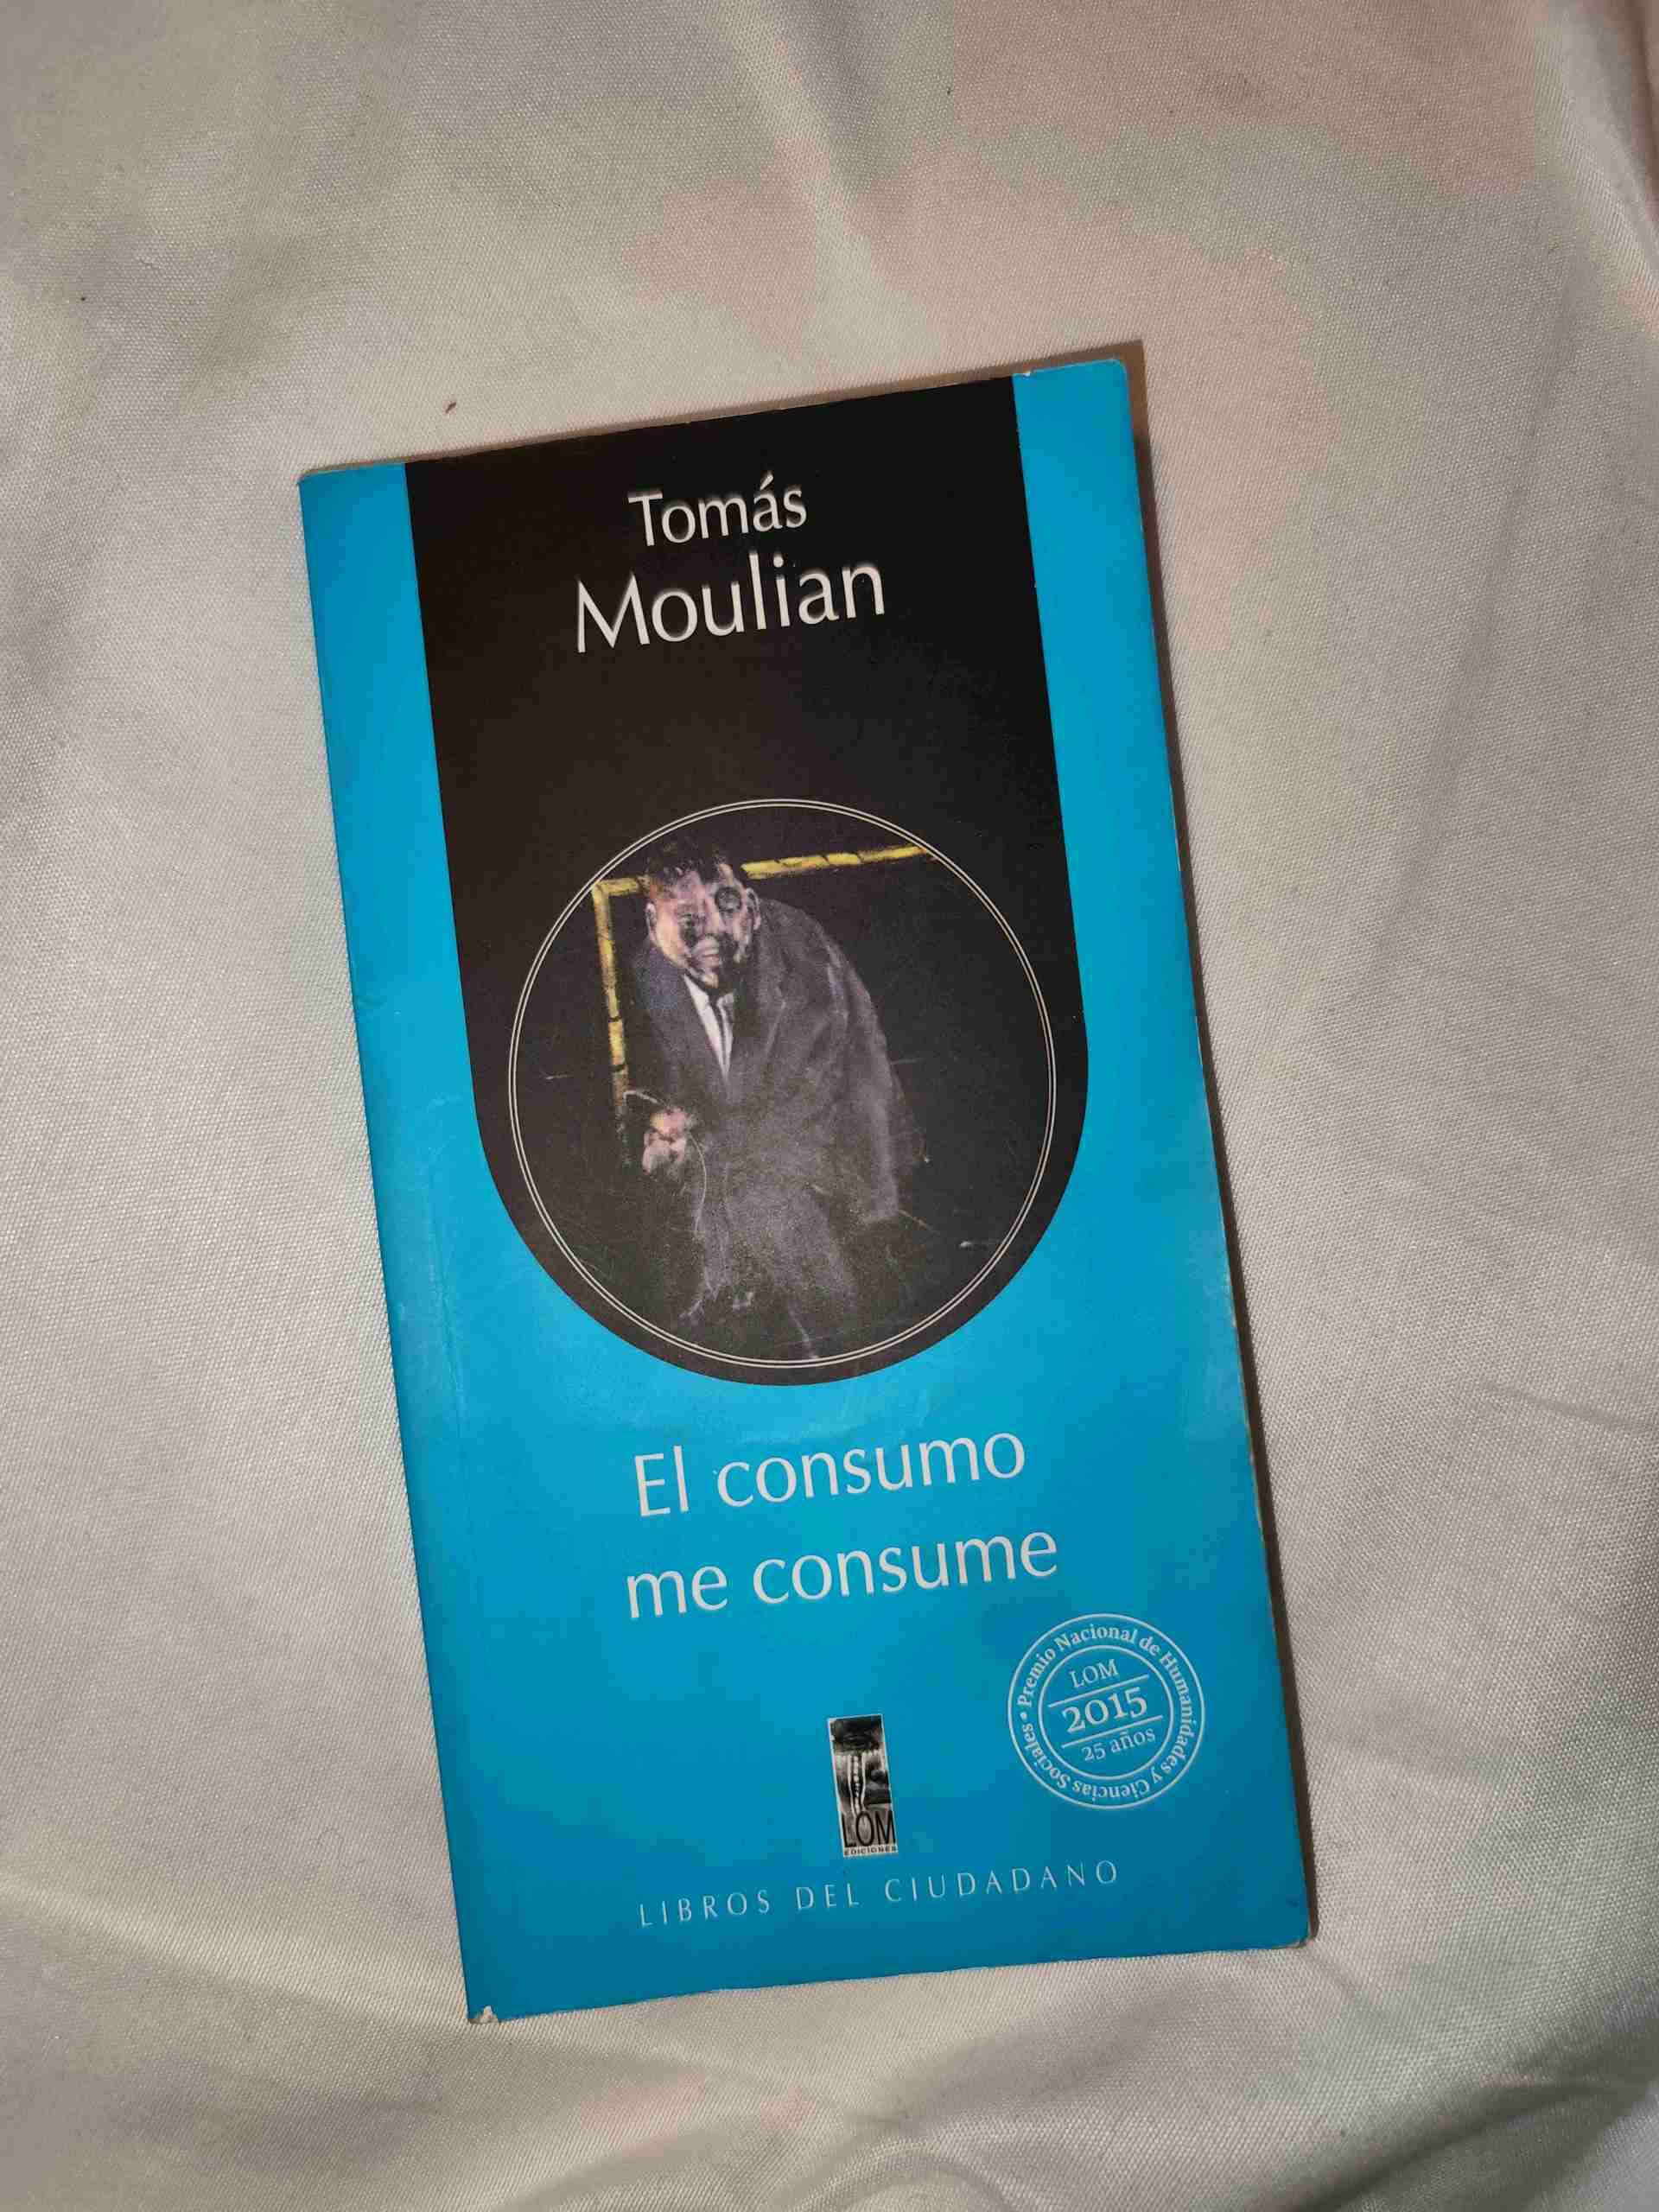 Tomás
Moulian
El consumo
me consume
Premio Nacional de Humanidades y Ciencias Sociales •
LOM
2015
25 años
LOM
EDICIONES
LIBROS DEL CIUDADANO